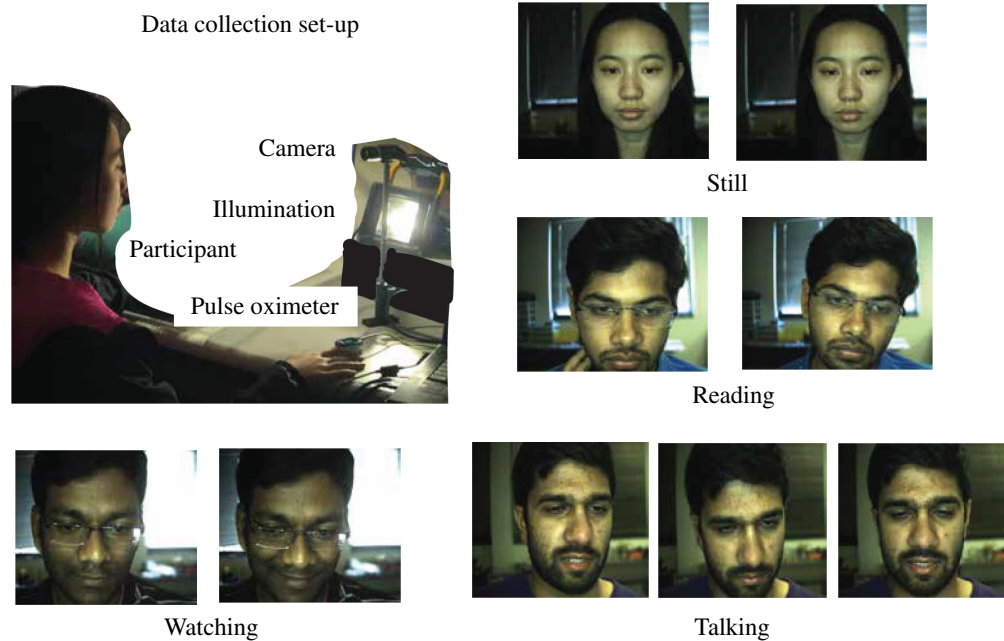 Data collection set-up
Camera
Illumination
Participant
Pulse oximeter
Still
Reading
Watching
Talking